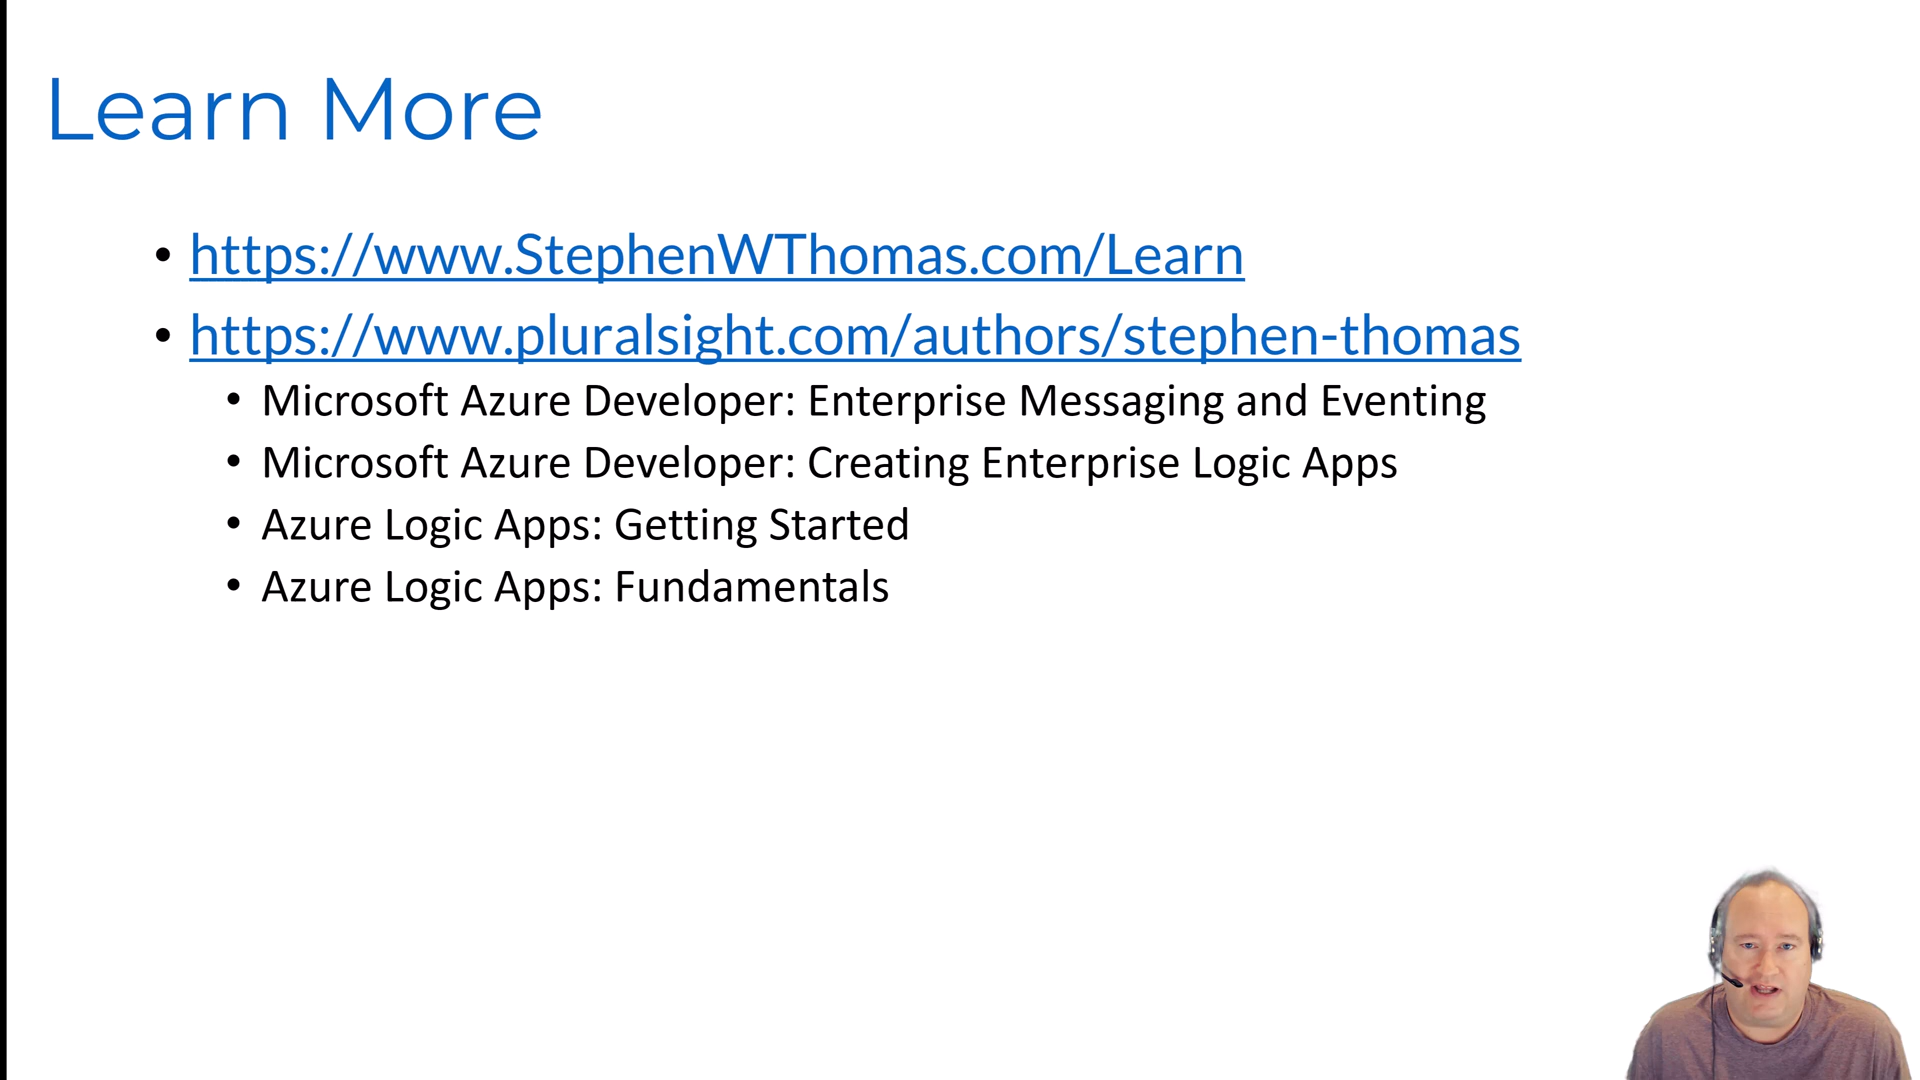 Learn More
• https://www.StephenWThomas.com/Learn
• https://www.pluralsight.com/authors/stephen-thomas
• Microsoft Azure Developer: Enterprise Messaging and Eventing
• Microsoft Azure Developer: Creating Enterprise Logic Apps
• Azure Logic Apps: Getting Started
• Azure Logic Apps: Fundamentals